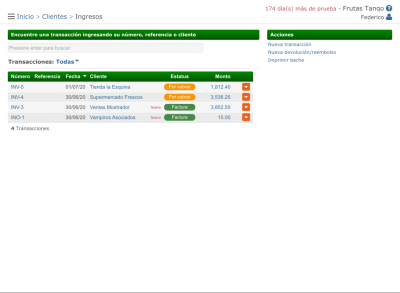 174 día(s) más de prueba - Frutas Tango
Inicio > Clientes > Ingresos
Federico
Encuentre una transacción ingresando su número, referencia o cliente
Presione enter para buscar
Transacciones: Todas
Número Referencia Fecha Cliente Estatus Monto
INV-5 01/07/20 Tienda la Esquina Por cobrar 1,812.40
INV-4 30/06/20 Supermercado Frescos Por cobrar 3,536.25
INV-3 30/06/20 Ventas Mostrador Nuevo Factura 3,852.50
INO-1 30/06/20 Vampiros Asociados Nuevo Factura 15.00
4 Transacciones
Acciones
Nueva transacción
Nueva devolución/reembolso
Imprimir bache